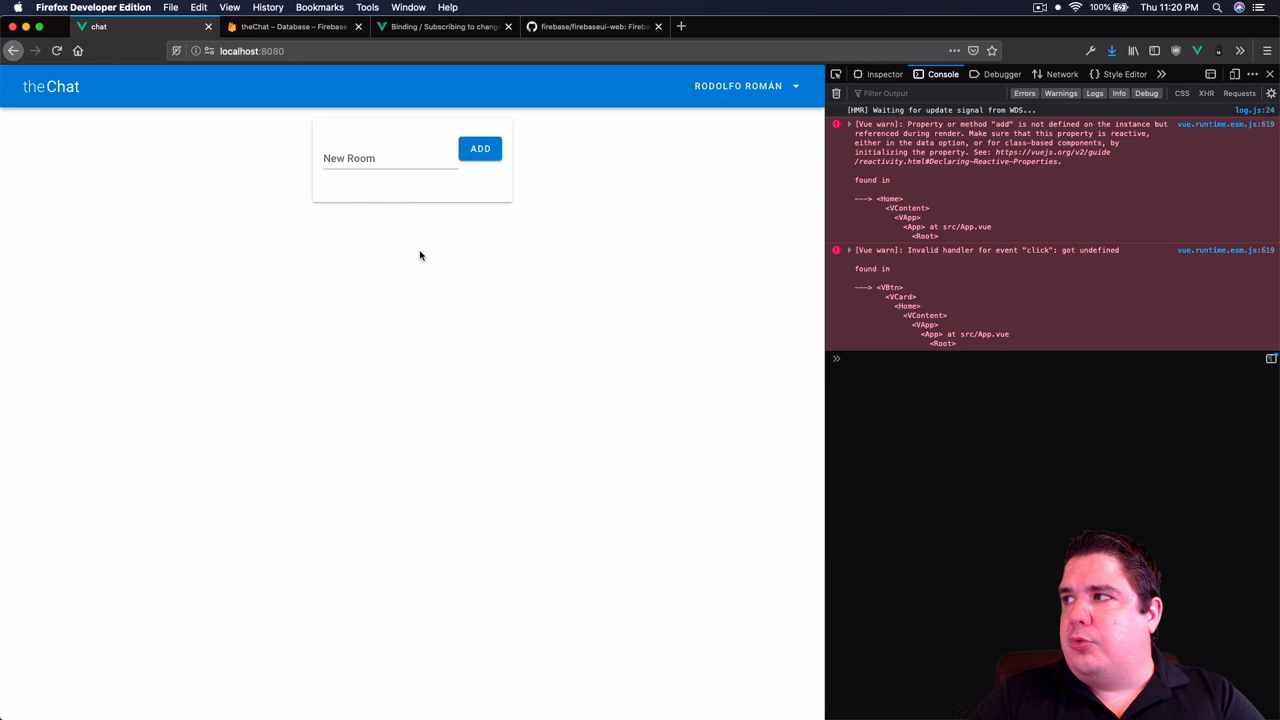 Firefox Developer Edition File Edit View History Bookmarks Tools Window Help 100% Thu 11:20 PM
chat theChat – Database – Firebase Binding / Subscribing to chang firebase/firebaseui-web: Fireba
localhost:8080
theChat RODOLFO ROMÁN
New Room ADD
Inspector Console Debugger Network Style Editor
Filter Output Errors Warnings Logs Info Debug CSS XHR Requests
[HMR] Waiting for update signal from WDS... log.js:24
[Vue warn]: Property or method "add" is not defined on the instance but vue.runtime.esm.js:619
referenced during render. Make sure that this property is reactive,
either in the data option, or for class-based components, by
initializing the property. See: https://vuejs.org/v2/guide
/reactivity.html#Declaring-Reactive-Properties.
found in
---> <Home>
<VContent>
<VApp>
<App> at src/App.vue
<Root>
[Vue warn]: Invalid handler for event "click": got undefined vue.runtime.esm.js:619
found in
---> <VBtn>
<VCard>
<Home>
<VContent>
<VApp>
<App> at src/App.vue
<Root>